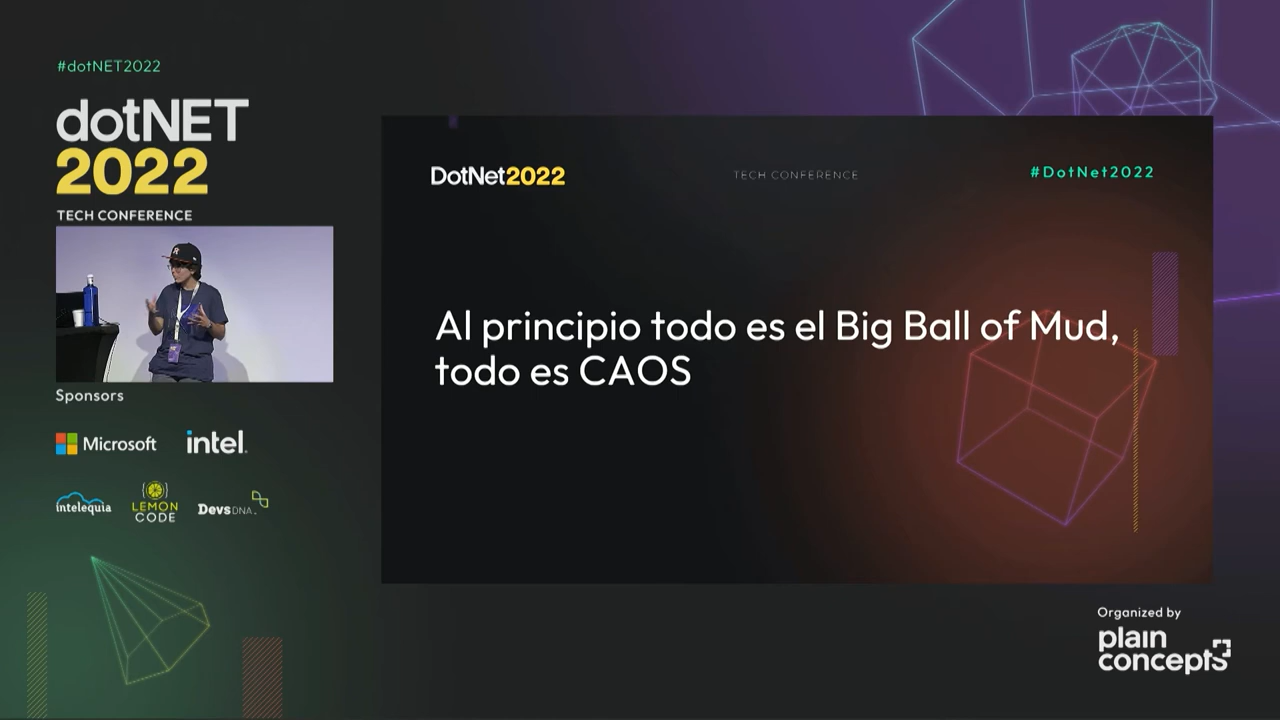 #dotNET2022
dotNET
2022
TECH CONFERENCE
Sponsors
Microsoft
intel.
intelequia
LEMON
CODE
DevsDNA.
DotNet2022
TECH CONFERENCE
#DotNet2022
Al principio todo es el Big Ball of Mud,
todo es CAOS
Organized by
plain
concepts